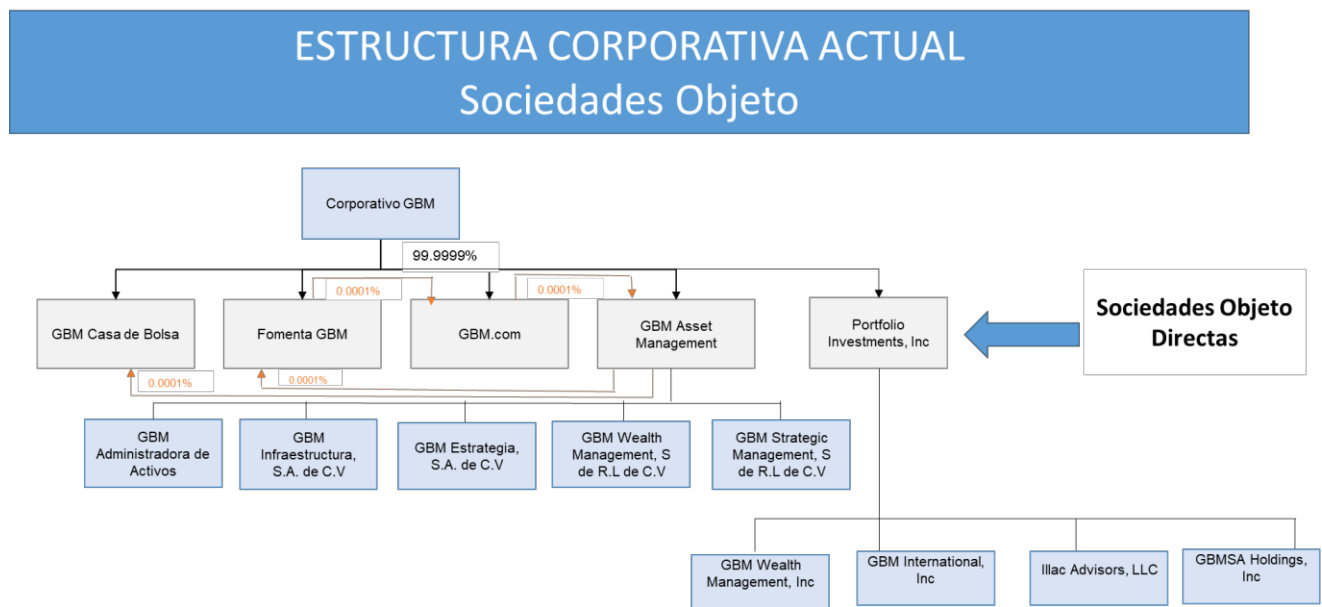 ESTRUCTURA CORPORATIVA ACTUAL
Sociedades Objeto
Corporativo GBM
99.9999%
0.0001%
0.0001%
GBM Casa de Bolsa
Fomenta GBM
GBM.com
GBM Asset
Management
Portfolio
Investments, Inc
Sociedades Objeto
Directas
0.0001%
0.0001%
GBM
Administradora de
Activos
GBM
Infraestructura,
S.A. de C.V
GBM Estrategia,
S.A. de C.V
GBM Wealth
Management, S
de R.L de C.V
GBM Strategic
Management, S
de R.L de C.V
GBM Wealth
Management, Inc
GBM International,
Inc
Illac Advisors, LLC
GBMSA Holdings,
Inc